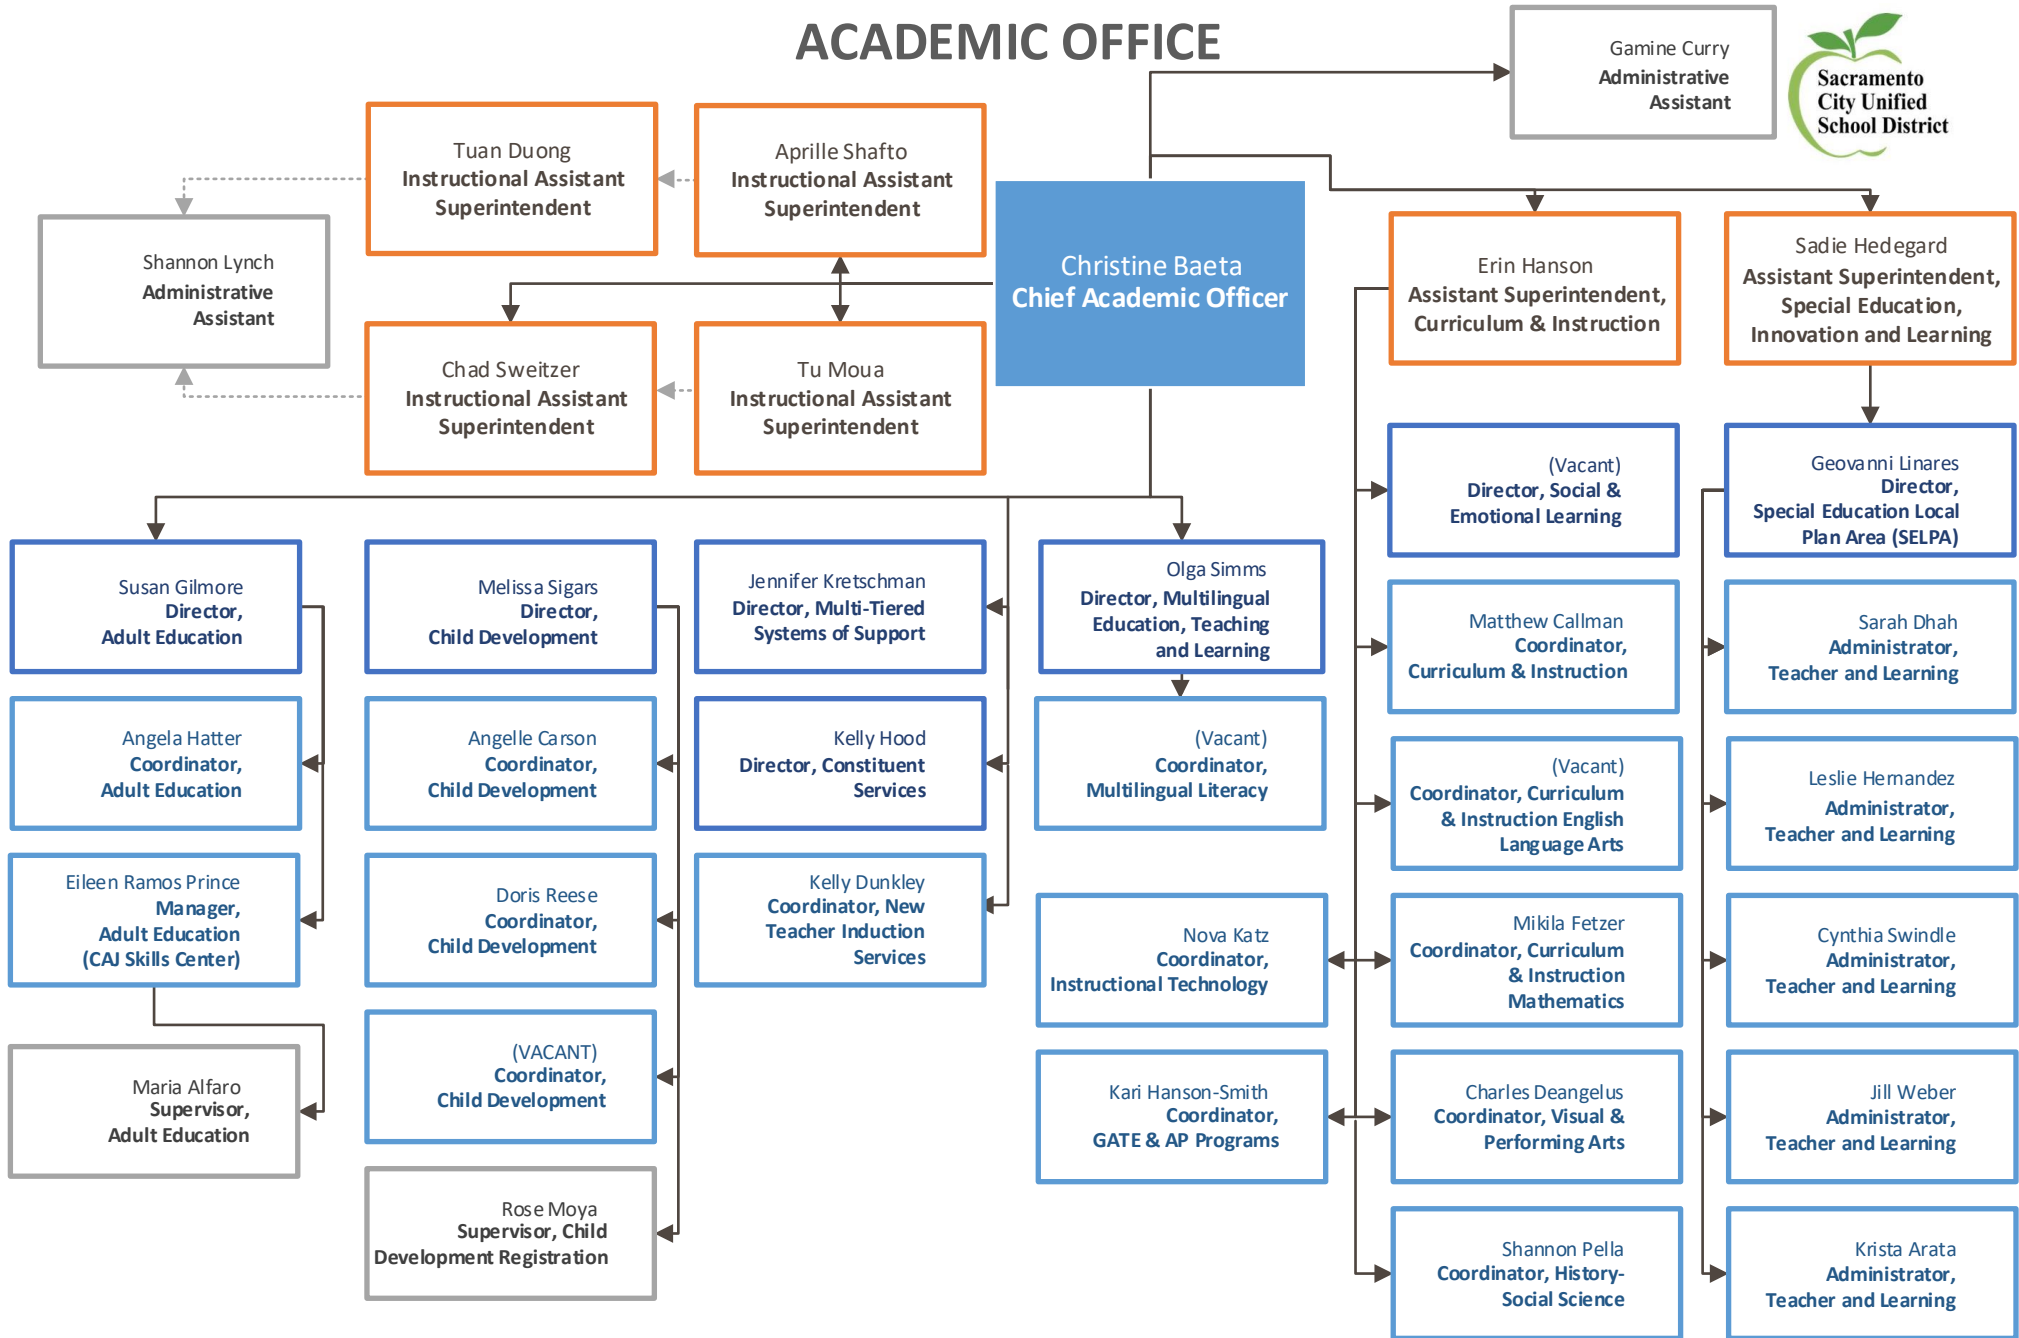 ACADEMIC OFFICE
Gamine Curry
Administrative
Assistant
Sacramento
City Unified
School District
Tuan Duong
Instructional Assistant
Superintendent
Aprille Shafto
Instructional Assistant
Superintendent
Shannon Lynch
Administrative
Assistant
Christine Baeta
Chief Academic Officer
Erin Hanson
Assistant Superintendent,
Curriculum & Instruction
Sadie Hedegard
Assistant Superintendent,
Special Education,
Innovation and Learning
Chad Sweitzer
Instructional Assistant
Superintendent
Tu Moua
Instructional Assistant
Superintendent
(Vacant)
Director, Social &
Emotional Learning
Geovanni Linares
Director,
Special Education Local
Plan Area (SELPA)
Susan Gilmore
Director,
Adult Education
Melissa Sigars
Director,
Child Development
Jennifer Kretschman
Director, Multi-Tiered
Systems of Support
Olga Simms
Director, Multilingual
Education, Teaching
and Learning
Matthew Callman
Coordinator,
Curriculum & Instruction
Sarah Dhah
Administrator,
Teacher and Learning
Angela Hatter
Coordinator,
Adult Education
Angelle Carson
Coordinator,
Child Development
Kelly Hood
Director, Constituent
Services
(Vacant)
Coordinator,
Multilingual Literacy
(Vacant)
Coordinator, Curriculum
& Instruction English
Language Arts
Leslie Hernandez
Administrator,
Teacher and Learning
Eileen Ramos Prince
Manager,
Adult Education
(CAJ Skills Center)
Doris Reese
Coordinator,
Child Development
Kelly Dunkley
Coordinator, New
Teacher Induction
Services
Nova Katz
Coordinator,
Instructional Technology
Mikila Fetzer
Coordinator, Curriculum
& Instruction
Mathematics
Cynthia Swindle
Administrator,
Teacher and Learning
Maria Alfaro
Supervisor,
Adult Education
(VACANT)
Coordinator,
Child Development
Kari Hanson-Smith
Coordinator,
GATE & AP Programs
Charles Deangelus
Coordinator, Visual &
Performing Arts
Jill Weber
Administrator,
Teacher and Learning
Rose Moya
Supervisor, Child
Development Registration
Shannon Pella
Coordinator, History-
Social Science
Krista Arata
Administrator,
Teacher and Learning